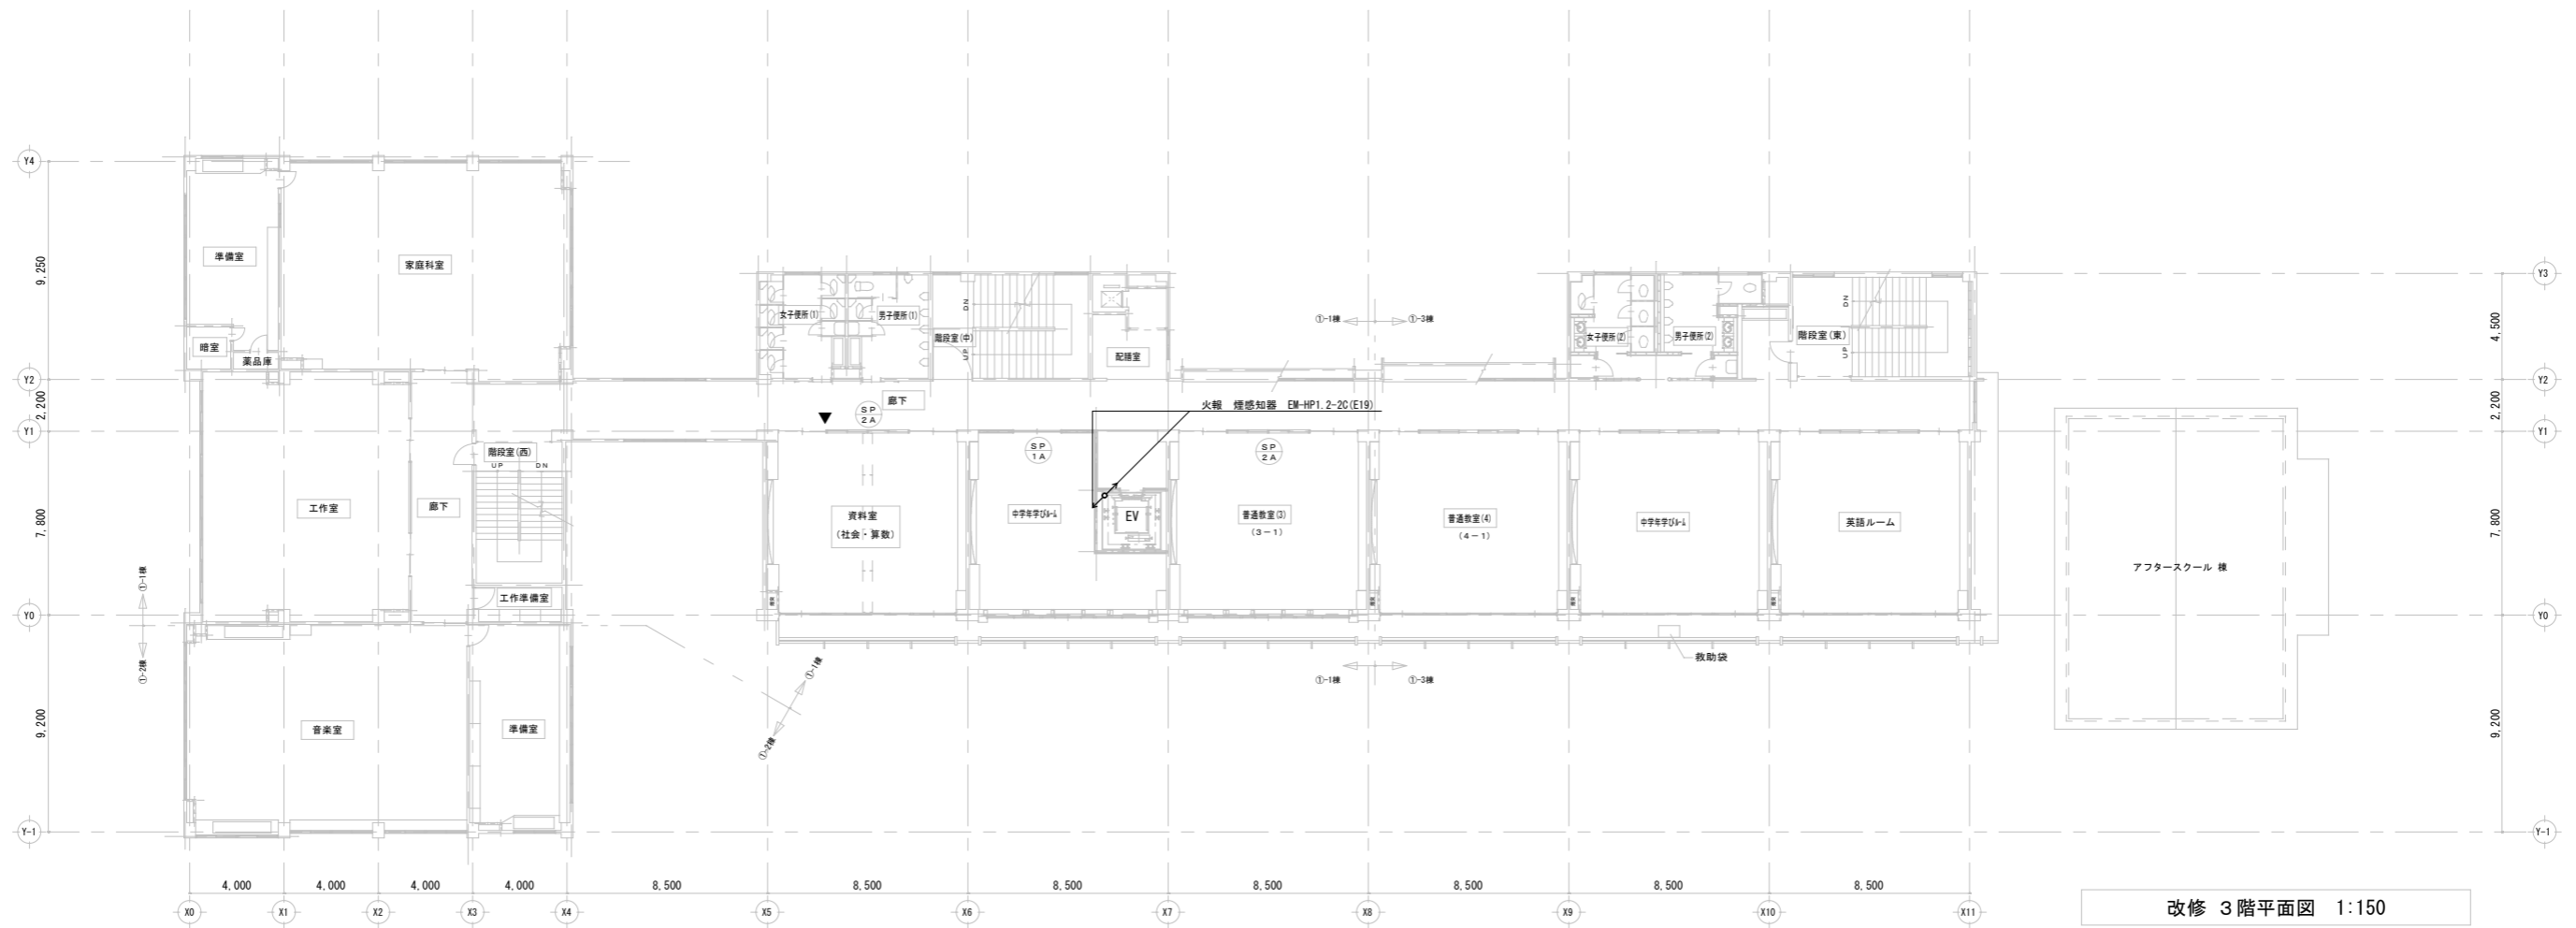 Y4
Y3
Y2
Y1
Y0
Y-1
9,250
2,200
7,800
9,200
準備室
家庭科室
暗室
薬品庫
工作室
廊下
階段室(西)
UP
DN
工作準備室
音楽室
準備室
①-1棟
①-2棟
①-1棟
①-2棟
女子便所(1)
男子便所(1)
階段室(中)
DN
UP
配膳室
廊下
SP
2A
火報 煙感知器 EM-HP1.2-2C(E19)
SP
1A
SP
2A
資料室
(社会・算数)
中学年学びルーム
EV
普通教室(3)
(3-1)
普通教室(4)
(4-1)
中学年学びルーム
英語ルーム
①-1棟
①-3棟
女子便所(2)
男子便所(2)
階段室(東)
DN
UP
救助袋
①-1棟
①-3棟
アフタースクール 棟
Y2
Y1
Y0
Y-1
4,500
2,200
7,800
9,200
4,000
4,000
4,000
4,000
8,500
8,500
8,500
8,500
8,500
8,500
8,500
X0
X1
X2
X3
X4
X5
X6
X7
X8
X9
X10
X11
改修 3階平面図 1:150